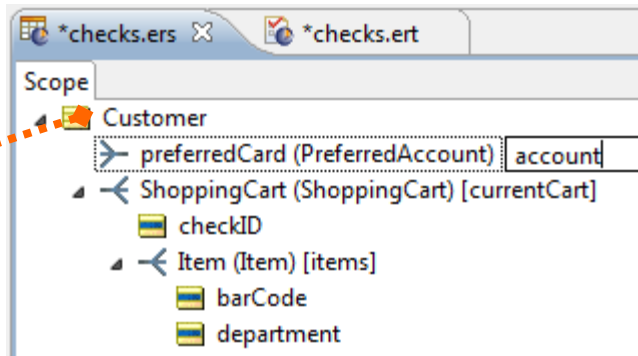 *checks.ers *checks.ert
Scope
Customer
preferredCard (PreferredAccount) account
ShoppingCart (ShoppingCart) [currentCart]
checkID
Item (Item) [items]
barCode
department